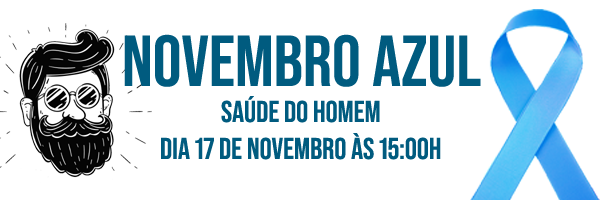 NOVEMBRO AZUL
SAÚDE DO HOMEM
DIA 17 DE NOVEMBRO ÀS 15:00H